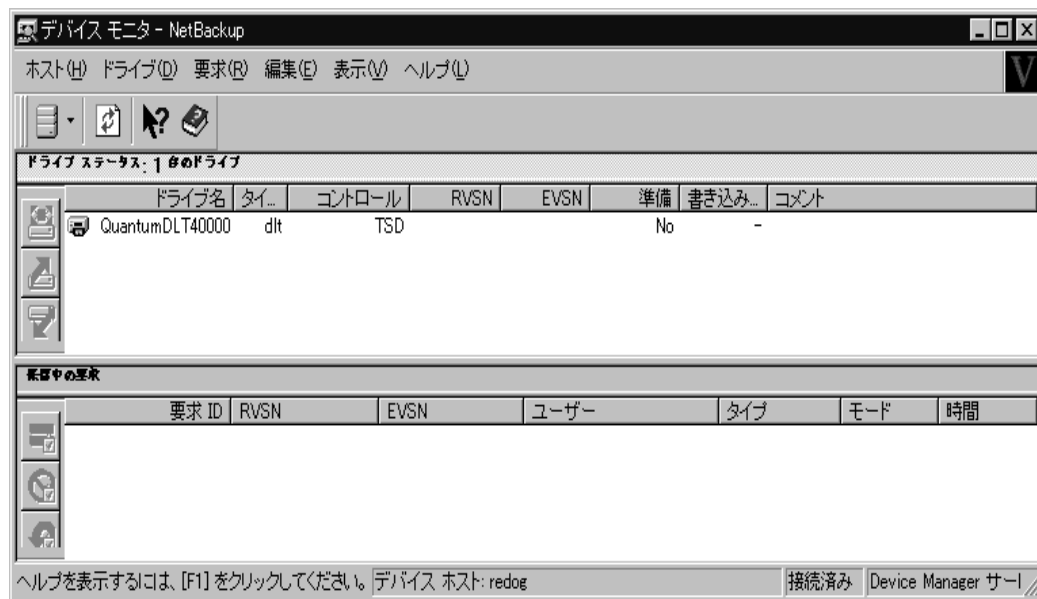 デバイス モニタ - NetBackup
ホスト(H) ドライブ(D) 要求(R) 編集(E) 表示(V) ヘルプ(L)
V
ドライブ ステータス: 1 台のドライブ
ドライブ名 タイ... コントロール RVSN EVSN 準備 書き込み... コメント
QuantumDLT40000 dlt TSD No -
要求 ID RVSN EVSN ユーザー タイプ モード 時間
ヘルプを表示するには、[F1] をクリックしてください。 デバイス ホスト: redog 接続済み Device Manager サー